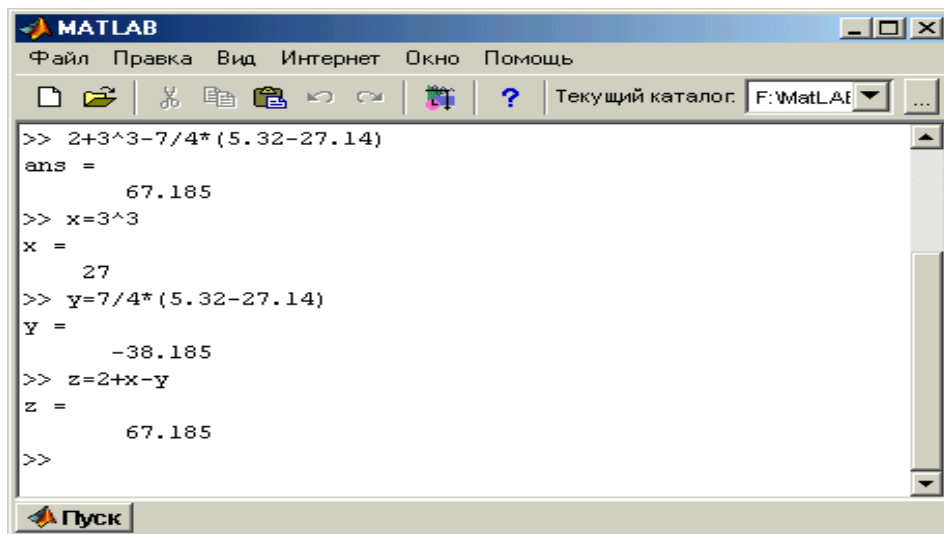 MATLAB
Файл Правка Вид Интернет Окно Помощь
Текущий каталог: F:\MatLAB ...
>> 2+3^3-7/4*(5.32-27.14)
ans =
67.185
>> x=3^3
x =
27
>> y=7/4*(5.32-27.14)
y =
-38.185
>> z=2+x-y
z =
67.185
>>
Пуск